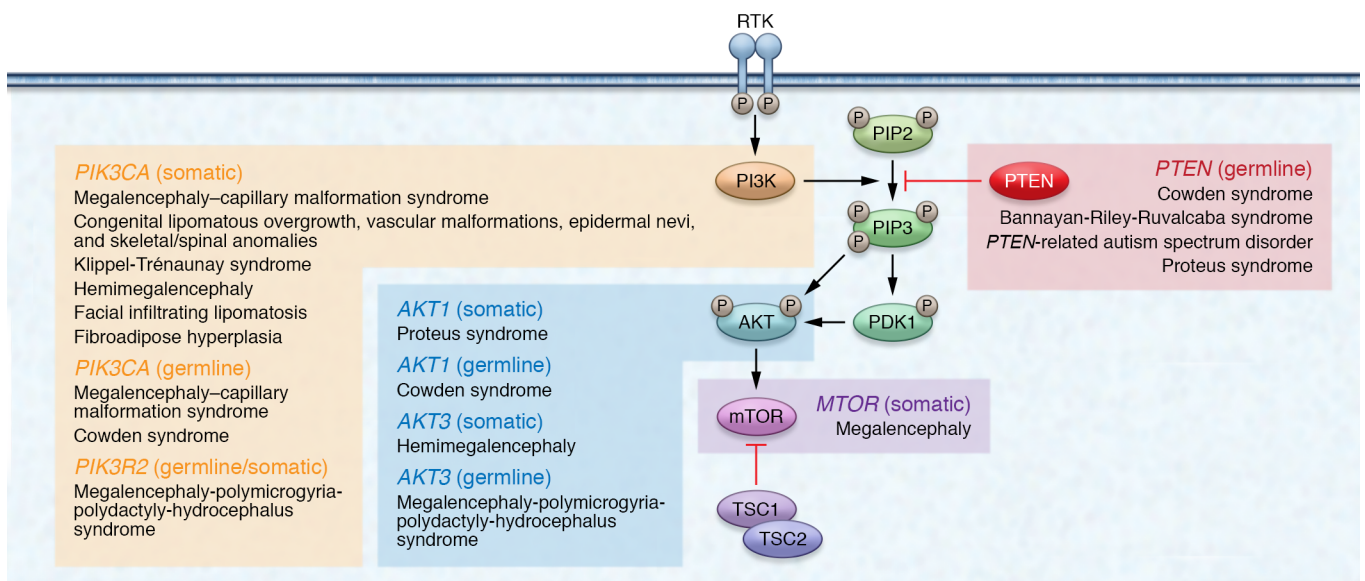 RTK
P P
P PIP2 P
PI3K
PTEN
P PIP3 P
P
P AKT P
PDK1 P
mTOR
TSC1
TSC2
PIK3CA (somatic)
Megalencephaly–capillary malformation syndrome
Congenital lipomatous overgrowth, vascular malformations, epidermal nevi,
and skeletal/spinal anomalies
Klippel-Trénaunay syndrome
Hemimegalencephaly
Facial infiltrating lipomatosis
Fibroadipose hyperplasia
PIK3CA (germline)
Megalencephaly–capillary
malformation syndrome
Cowden syndrome
PIK3R2 (germline/somatic)
Megalencephaly-polymicrogyria-
polydactyly-hydrocephalus
syndrome
AKT1 (somatic)
Proteus syndrome
AKT1 (germline)
Cowden syndrome
AKT3 (somatic)
Hemimegalencephaly
AKT3 (germline)
Megalencephaly-polymicrogyria-
polydactyly-hydrocephalus
syndrome
PTEN (germline)
Cowden syndrome
Bannayan-Riley-Ruvalcaba syndrome
PTEN-related autism spectrum disorder
Proteus syndrome
MTOR (somatic)
Megalencephaly